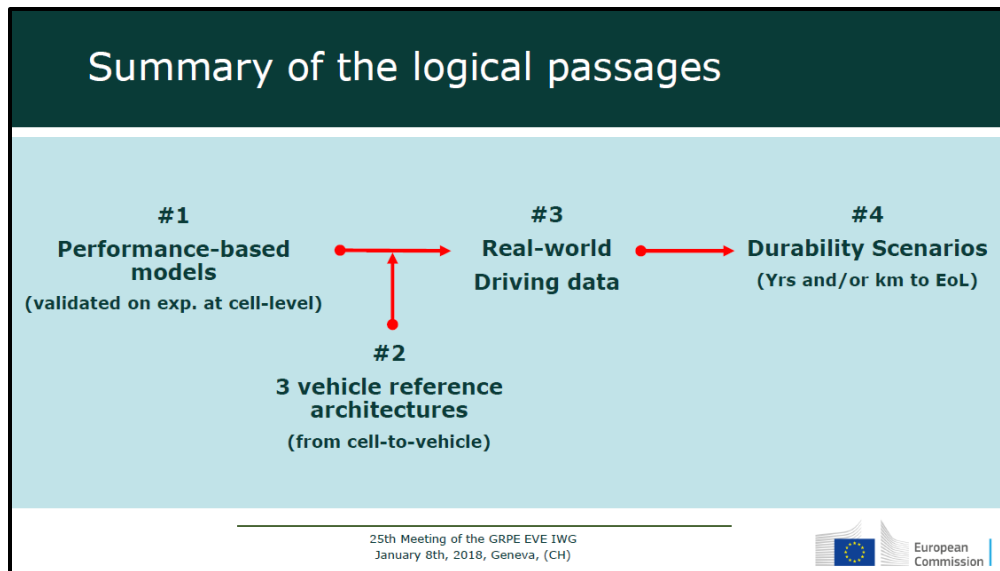 Summary of the logical passages
#1
Performance-based
models
(validated on exp. at cell-level)
#2
3 vehicle reference
architectures
(from cell-to-vehicle)
#3
Real-world
Driving data
#4
Durability Scenarios
(Yrs and/or km to EoL)
25th Meeting of the GRPE EVE IWG
January 8th, 2018, Geneva, (CH)
European
Commission